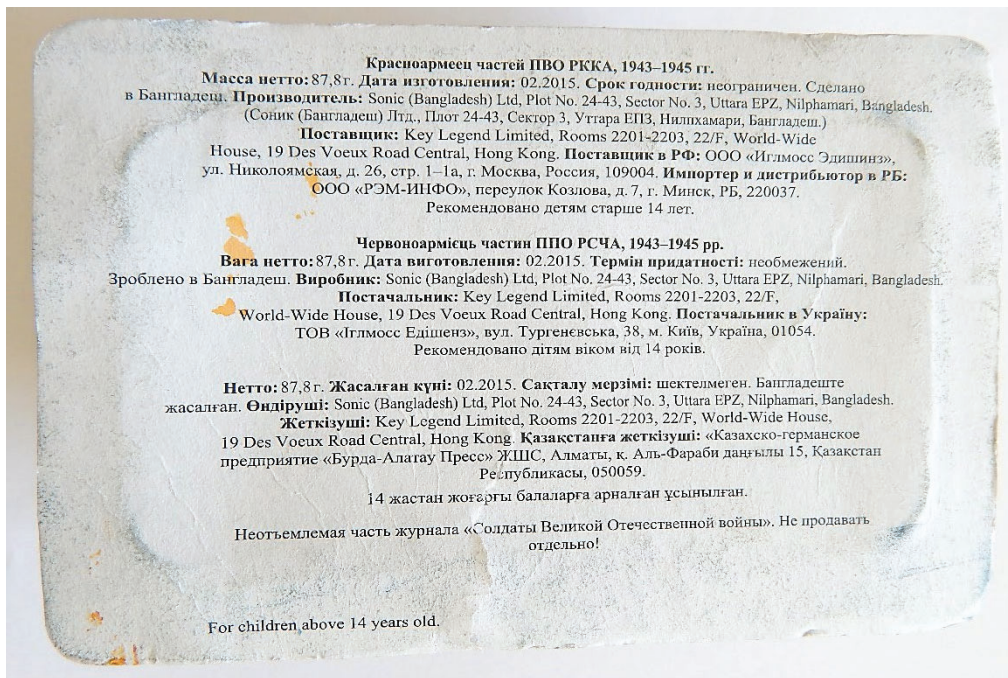 Красноармеец частей ПВО РККА, 1943–1945 гг.
Масса нетто: 87,8г. Дата изготовления: 02.2015. Срок годности: неограничен. Сделано
в Бангладеш. Производитель: Sonic (Bangladesh) Ltd, Plot No. 24-43, Sector No. 3, Uttara EPZ, Nilphamari, Bangladesh.
(Соник (Бангладеш) Лтд., Плот 24-43, Сектор 3, Уттара ЕПЗ, Нилпхамари, Бангладеш.)
Поставщик: Key Legend Limited, Rooms 2201-2203, 22/F, World-Wide
House, 19 Des Voeux Road Central, Hong Kong. Поставщик в РФ: ООО «Иглмосс Эдишинз»,
ул. Николоямская, д. 26, стр. 1–1а, г. Москва, Россия, 109004. Импортер и дистрибьютор в РБ:
ООО «РЭМ-ИНФО», персулок Козлова, д. 7, г. Минск, РБ, 220037.
Рекомендовано детям старше 14 лет.
Червоноармієць частин ППО РСЧА, 1943–1945 рр.
Вага нетто: 87,8г. Дата виготовлення: 02.2015. Термін придатності: необмежений.
Зроблено в Бангладеш. Виробник: Sonic (Bangladesh) Ltd, Plot No. 24-43, Sector No. 3, Uttara EPZ, Nilphamari, Bangladesh.
Постачальник: Key Legend Limited, Rooms 2201-2203, 22/F,
World-Wide House, 19 Des Voeux Road Central, Hong Kong. Постачальник в Україну:
ТОВ «Іглмосс Едішенз», вул. Тургенєвська, 38, м. Київ, Україна, 01054.
Рекомендовано дітям віком від 14 років.
Нетто: 87,8г. Жасалған күні: 02.2015. Сақталу мерзімі: шектелмеген. Бангладеште
жасалған. Өндіруші: Sonic (Bangladesh) Ltd, Plot No. 24-43, Sector No. 3, Uttara EPZ, Nilphamari, Bangladesh.
Жеткізуші: Key Legend Limited, Rooms 2201-2203, 22/F, World-Wide House,
19 Des Voeux Road Central, Hong Kong. Қазақстанға жеткізуші: «Казахско-германское
предприятие «Бурда-Алатау Пресс» ЖШС, Алматы, қ. Аль-Фараби даңғылы 15, Қазақстан
Республикасы, 050059.
14 жастан жоғарғы балаларға арналған ұсынылған.
Неотъемлемая часть журнала «Солдаты Великой Отечественной войны». Не продавать
отдельно!
For children above 14 years old.